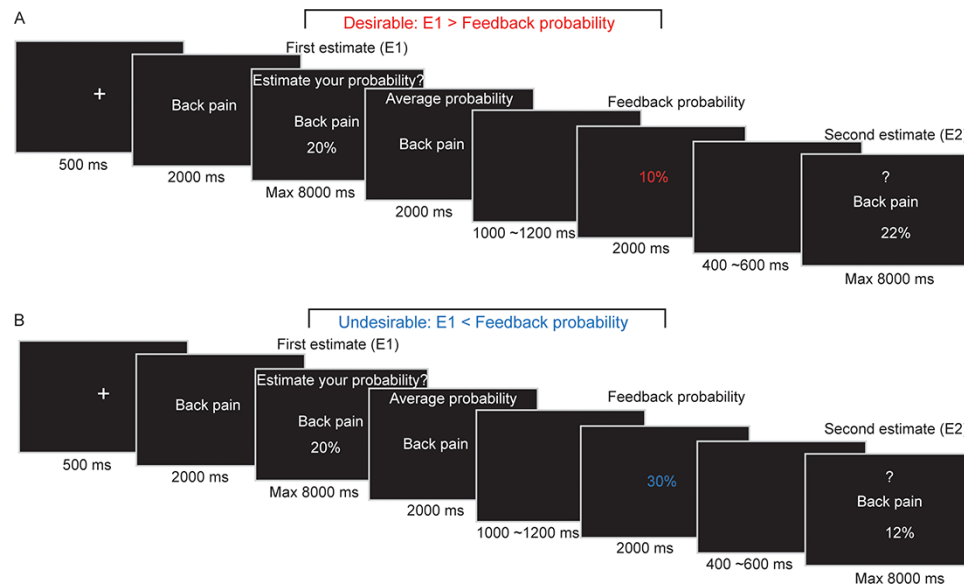 A
Desirable: E1 > Feedback probability
First estimate (E1)
+
500 ms
Back pain
2000 ms
Estimate your probability?
Back pain
20%
Max 8000 ms
Average probability
Back pain
2000 ms
1000 ~1200 ms
Feedback probability
10%
2000 ms
400 ~600 ms
Second estimate (E2)
?
Back pain
22%
Max 8000 ms
B
Undesirable: E1 < Feedback probability
First estimate (E1)
+
500 ms
Back pain
2000 ms
Estimate your probability?
Back pain
20%
Max 8000 ms
Average probability
Back pain
2000 ms
1000 ~1200 ms
Feedback probability
30%
2000 ms
400 ~600 ms
Second estimate (E2)
?
Back pain
12%
Max 8000 ms